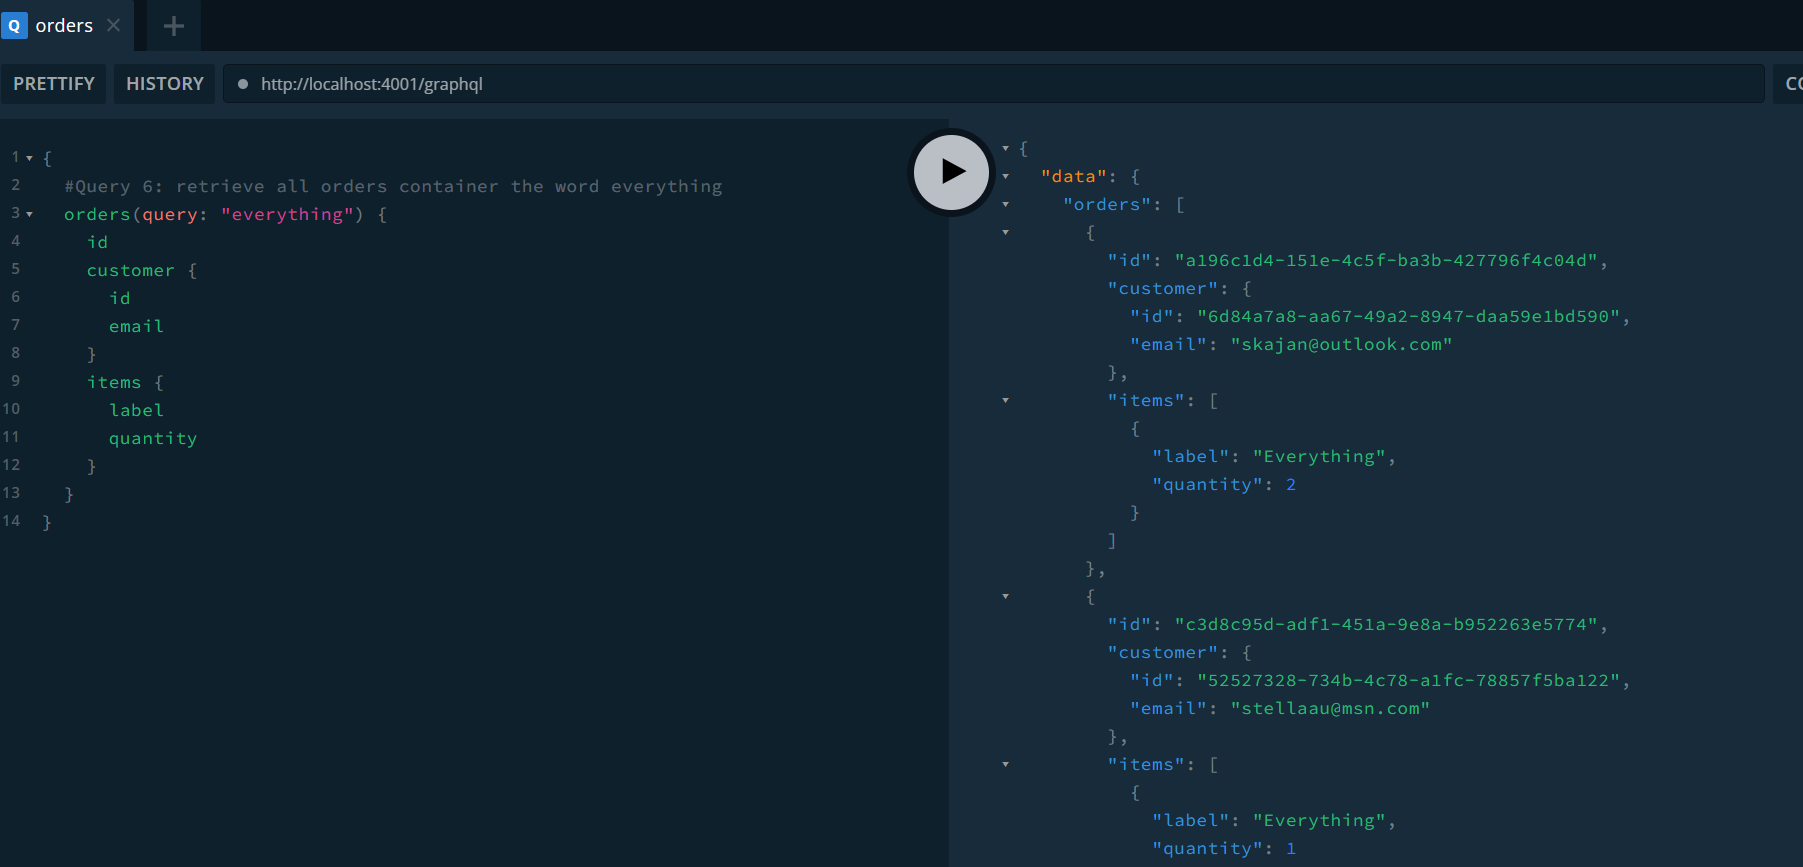 Q orders
PRETTIFY HISTORY http://localhost:4001/graphql
1 {
2 #Query 6: retrieve all orders container the word everything
3 orders(query: "everything") {
4 id
5 customer {
6 id
7 email
8 }
9 items {
10 label
11 quantity
12 }
13 }
14 }
{
"data": {
"orders": [
{
"id": "a196c1d4-151e-4c5f-ba3b-427796f4c04d",
"customer": {
"id": "6d84a7a8-aa67-49a2-8947-daa59e1bd590",
"email": "skajan@outlook.com"
},
"items": [
{
"label": "Everything",
"quantity": 2
}
]
},
{
"id": "c3d8c95d-adf1-451a-9e8a-b952263e5774",
"customer": {
"id": "52527328-734b-4c78-a1fc-78857f5ba122",
"email": "stellaau@msn.com"
},
"items": [
{
"label": "Everything",
"quantity": 1